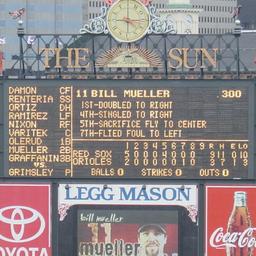 THE SUN
DAMON CF
RENTERIA SS
ORTIZ DH
RAMIREZ LF
NIXON RF
VARITEK C
OLERUD 1B
MUELLER 2B
GRAFFANIN 3B
VS
GRIMSLEY P
11 BILL MUELLER 300
1ST-DOUBLED TO RIGHT
4TH-SINGLED TO RIGHT
5TH-SACRIFICE FLY TO CENTER
7TH-FLIED FOUL TO LEFT
1 2 3 4 5 6 7 8 9 R H E LO
RED SOX
ORIOLES
BALLS 0 STRIKES 0 OUTS 0
LEGG MASON
bill mueller
11
mueller
TOYOTA
Coca-Cola